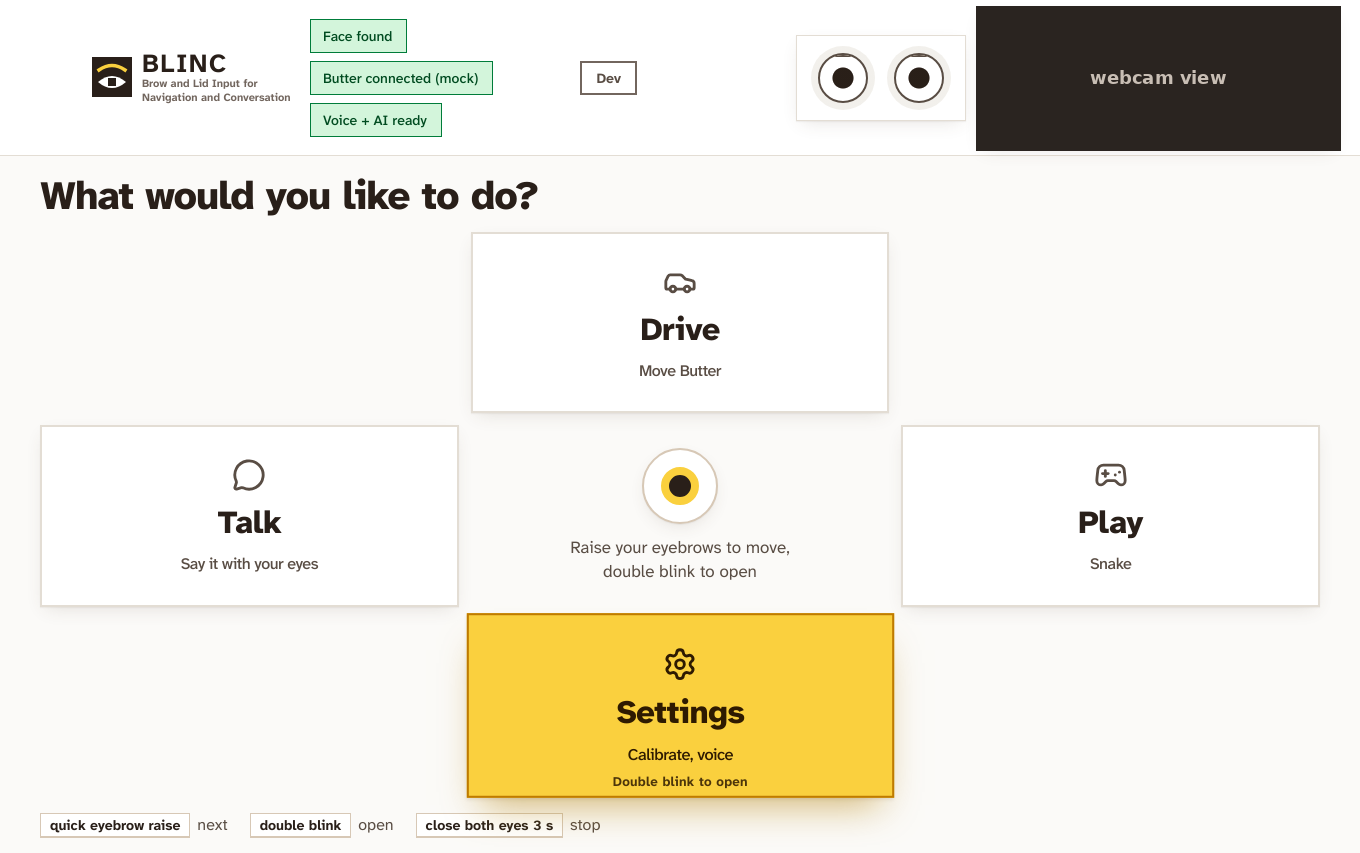 BLINC
Brow and Lid Input for
Navigation and Conversation
Face found
Butter connected (mock)
Voice + AI ready
Dev
webcam view
What would you like to do?
Drive
Move Butter
Talk
Say it with your eyes
Raise your eyebrows to move,
double blink to open
Play
Snake
Settings
Calibrate, voice
Double blink to open
quick eyebrow raise next double blink open close both eyes 3 s stop